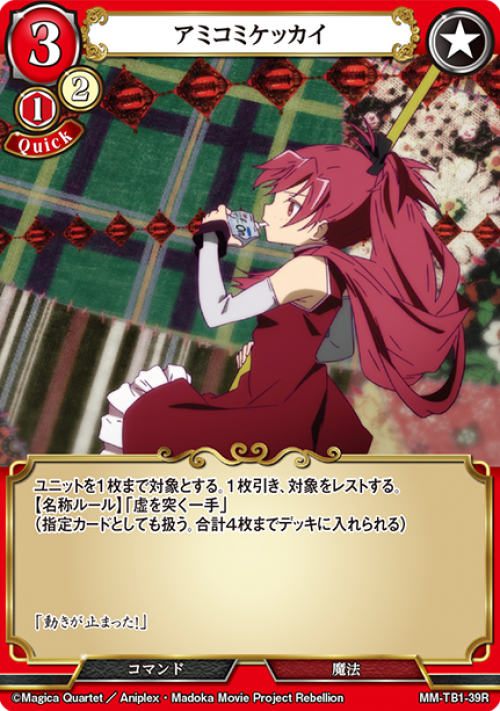 3
アミコミケッカイ
1
2
Quick
ユニットを1枚まで対象とする。1枚引き、対象をレストする。
【名称ルール】「虚を突く一手」
(指定カードとしても扱う。合計4枚までデッキに入れられる)
「動きが止まった!」
コマンド
魔法
©Magica Quartet／Aniplex・Madoka Movie Project Rebellion
MM-TB1-39R